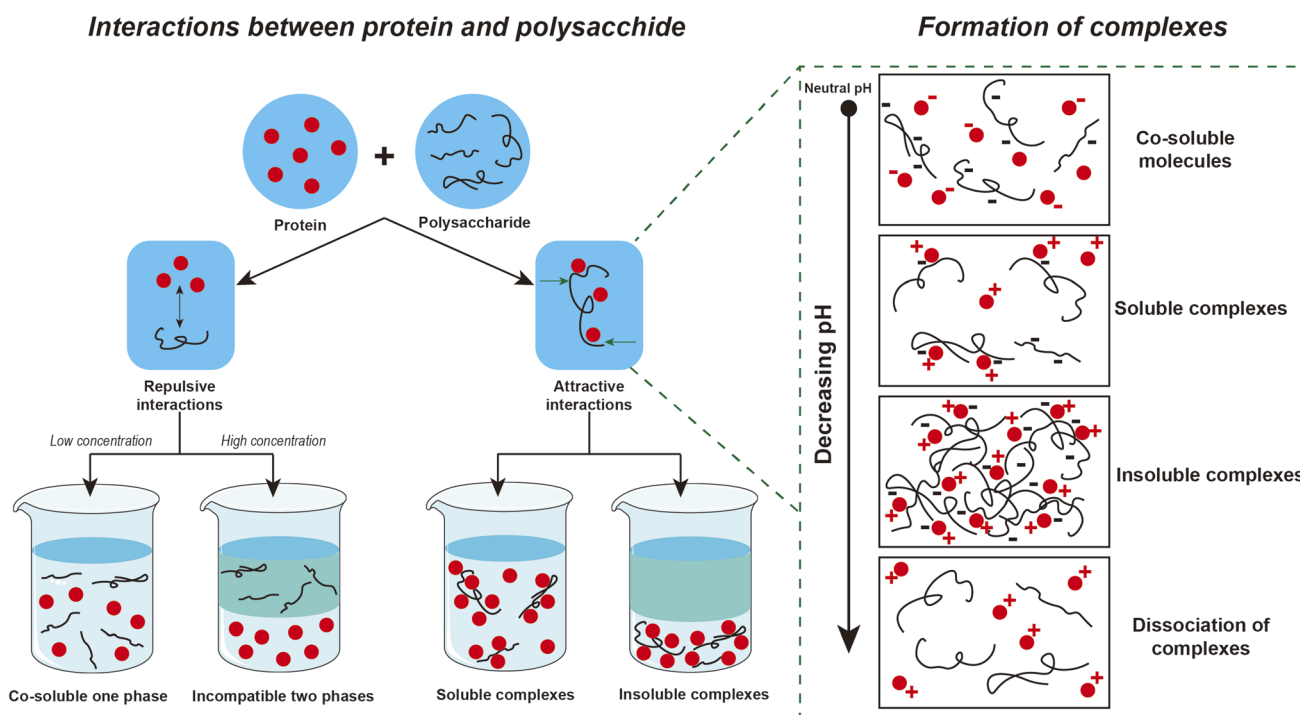 Interactions between protein and polysacchide
Formation of complexes
Protein
+
Polysaccharide
Repulsive
interactions
Attractive
interactions
Low concentration
High concentration
Co-soluble one phase
Incompatible two phases
Soluble complexes
Insoluble complexes
Neutral pH
Decreasing pH
Co-soluble
molecules
Soluble complexes
Insoluble complexes
Dissociation of
complexes